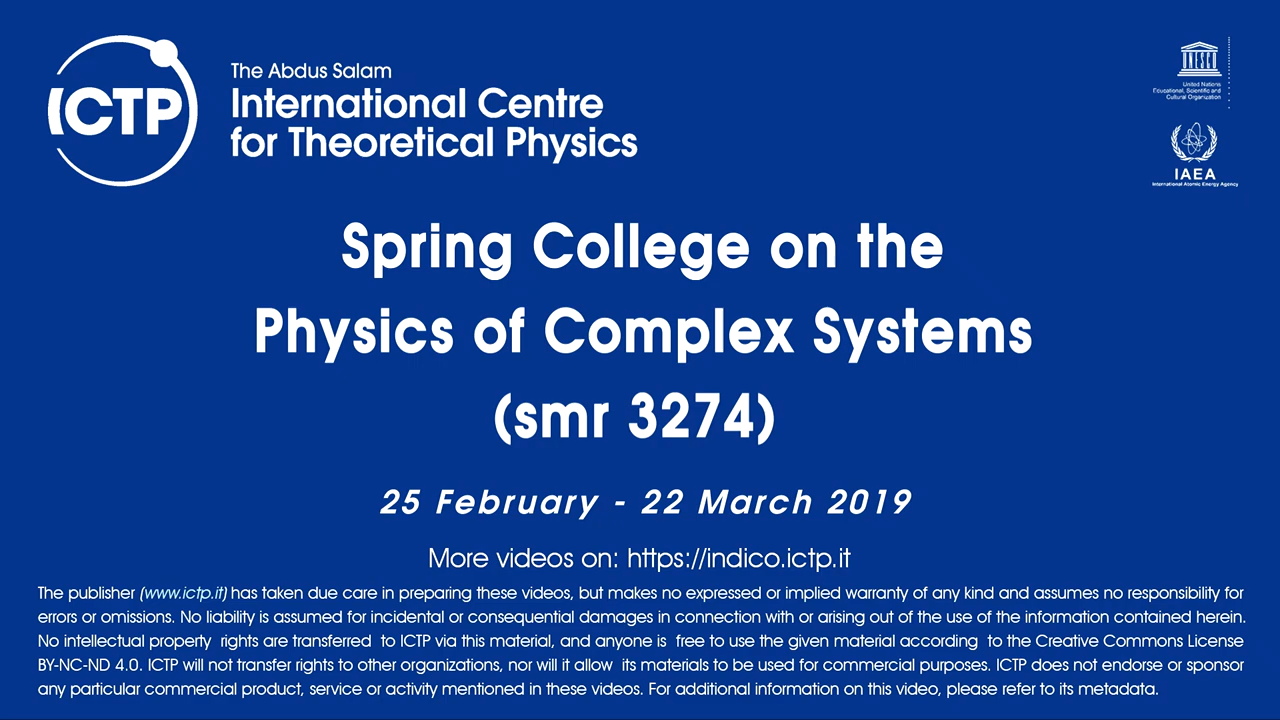 ICTP
The Abdus Salam
International Centre
for Theoretical Physics
UNESCO
United Nations
Educational, Scientific and
Cultural Organization
IAEA
International Atomic Energy Agency
Spring College on the
Physics of Complex Systems
(smr 3274)
25 February - 22 March 2019
More videos on: https://indico.ictp.it
The publisher (www.ictp.it) has taken due care in preparing these videos, but makes no expressed or implied warranty of any kind and assumes no responsibility for
errors or omissions. No liability is assumed for incidental or consequential damages in connection with or arising out of the use of the information contained herein.
No intellectual property rights are transferred to ICTP via this material, and anyone is free to use the given material according to the Creative Commons License
BY-NC-ND 4.0. ICTP will not transfer rights to other organizations, nor will it allow its materials to be used for commercial purposes. ICTP does not endorse or sponsor
any particular commercial product, service or activity mentioned in these videos. For additional information on this video, please refer to its metadata.